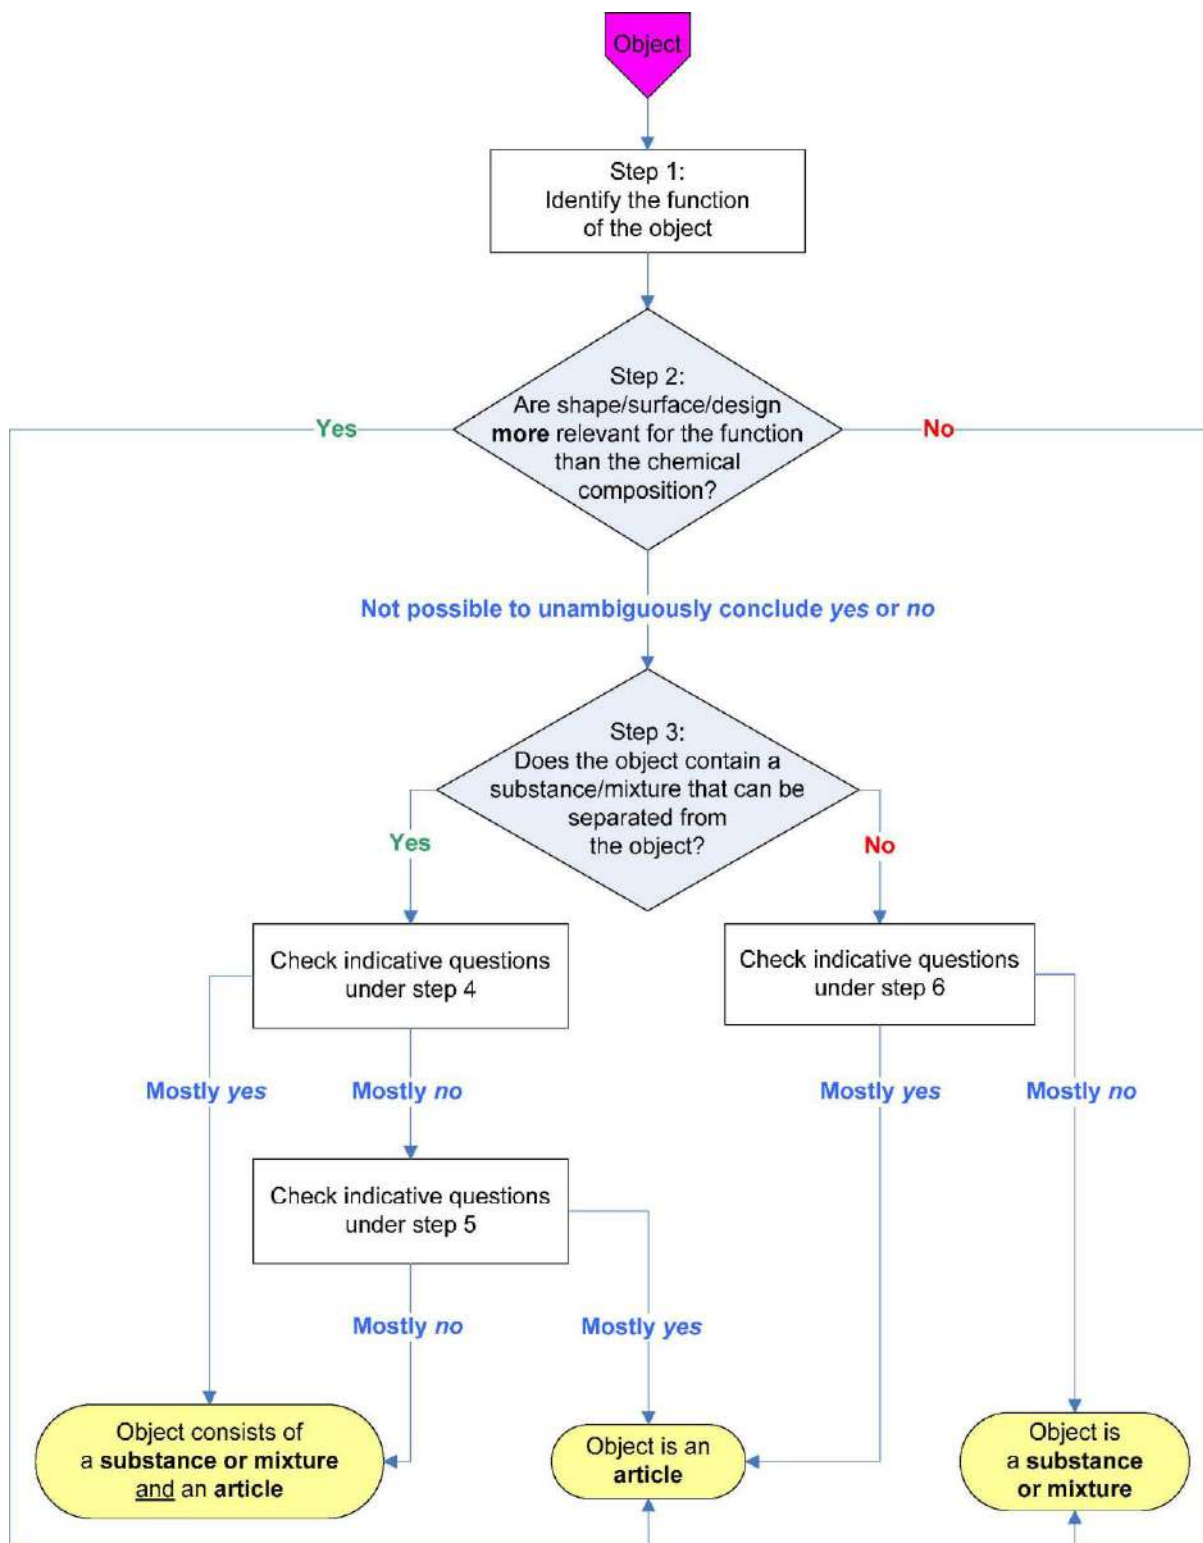 Object
Step 1:
Identify the function
of the object
Step 2:
Are shape/surface/design
more relevant for the function
than the chemical
composition?
Yes
No
Not possible to unambiguously conclude yes or no
Step 3:
Does the object contain a
substance/mixture that can be
separated from
the object?
Yes
No
Check indicative questions
under step 4
Check indicative questions
under step 6
Mostly yes
Mostly no
Mostly yes
Mostly no
Check indicative questions
under step 5
Mostly no
Mostly yes
Object consists of
a substance or mixture
and an article
Object is an
article
Object is
a substance
or mixture